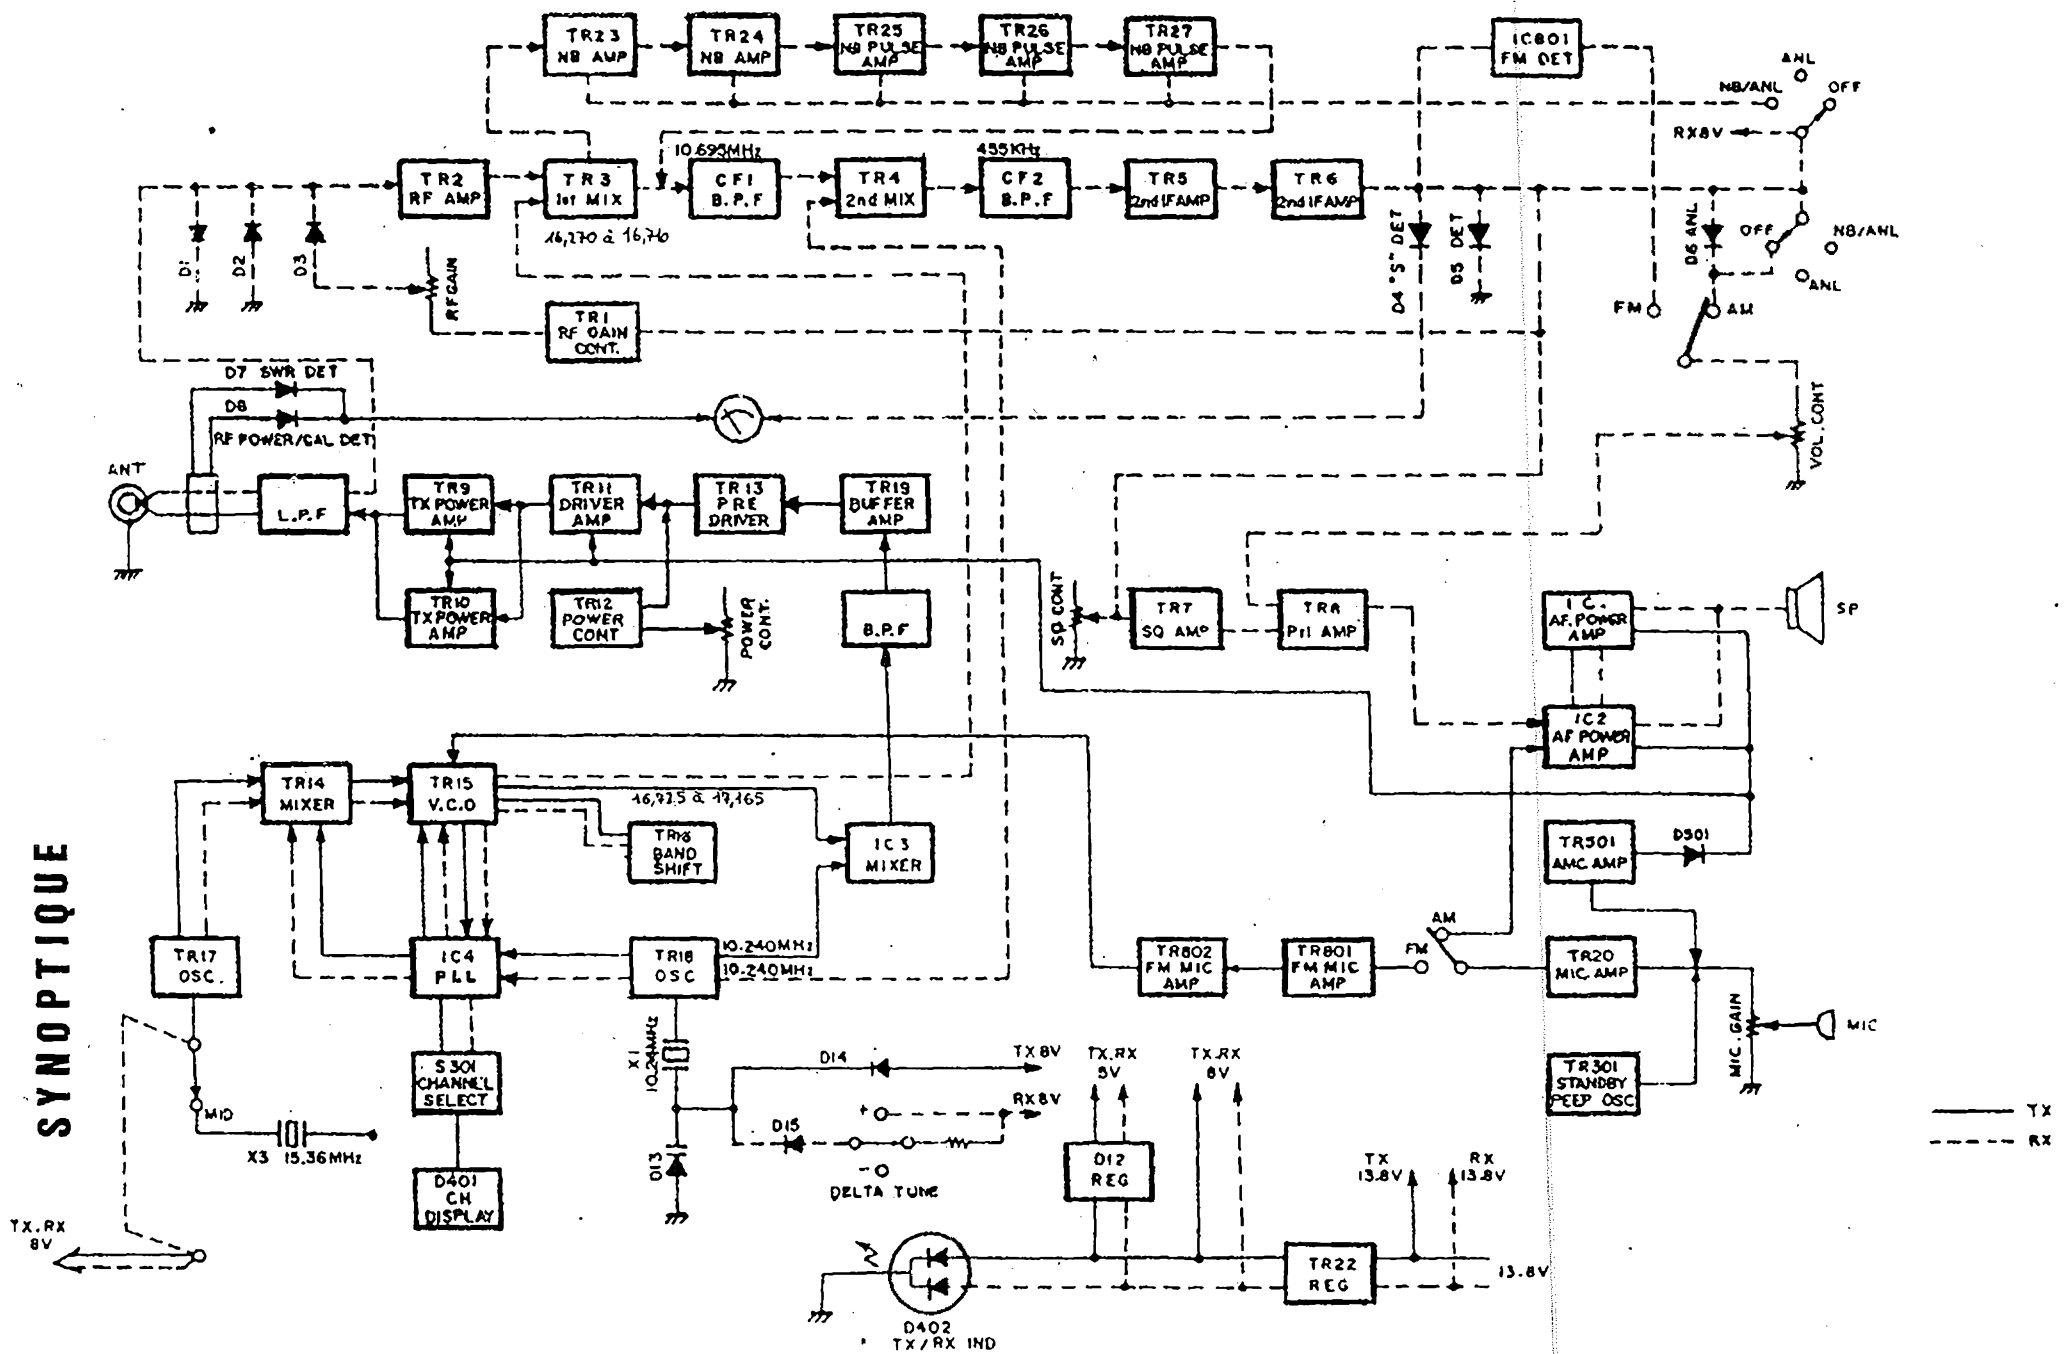 TR23
NB AMP
TR24
NB AMP
TR25
NB PULSE
AMP
TR26
NB PULSE
AMP
TR27
NB PULSE
AMP
IC801
FM DET
ANL
NB/ANL
OFF
RX8V
10.695MHz
455KHz
TR2
RF AMP
TR3
1st MIX
CF1
B.P.F
TR4
2nd MIX
CF2
B.P.F
TR5
2nd IF AMP
TR6
2nd IF AMP
16,270 à 16,710
D1
D2
D3
RF GAIN
D4 "S" DET
D5 DET
D6 ANL
OFF
NB/ANL
ANL
FM
AM
TR1
RF GAIN
CONT.
D7 SWR DET
D8
RF POWER/CAL DET
VOL. CONT
ANT
L.P.F
TR9
TX POWER
AMP
TR11
DRIVER
AMP
TR13
PRE
DRIVER
TR19
BUFFER
AMP
TR10
TX POWER
AMP
TR12
POWER
CONT
POWER
CONT.
B.P.F
SQ CONT
TR7
SQ AMP
TR8
Pri AMP
IC.
AF. POWER
AMP
SP
IC2
AF POWER
AMP
TR14
MIXER
TR15
V.C.O
16,725 à 17,165
TR16
BAND
SHIFT
IC3
MIXER
TR501
AMC. AMP
D501
SYNOPTIQUE
TR17
OSC.
IC4
PLL
TR18
OSC
10.240MHz
10.240MHz
TR802
FM MIC
AMP
TR801
FM MIC
AMP
AM
FM
TR20
MIC. AMP
MIC. GAIN
MIC
X1
10.24MHz
S301
CHANNEL
SELECT
MID
X3 15.36MHz
D14
TX8V
TX.RX
5V
TX.RX
8V
TR301
STANDBY
PEEP OSC
+
RX8V
D15
D13
-
DELTA TUNE
D12
REG
TX
RX
D401
CH
DISPLAY
TX
13.8V
RX
13.8V
TX.RX
8V
TR22
REG
13.8V
D402
TX/RX IND